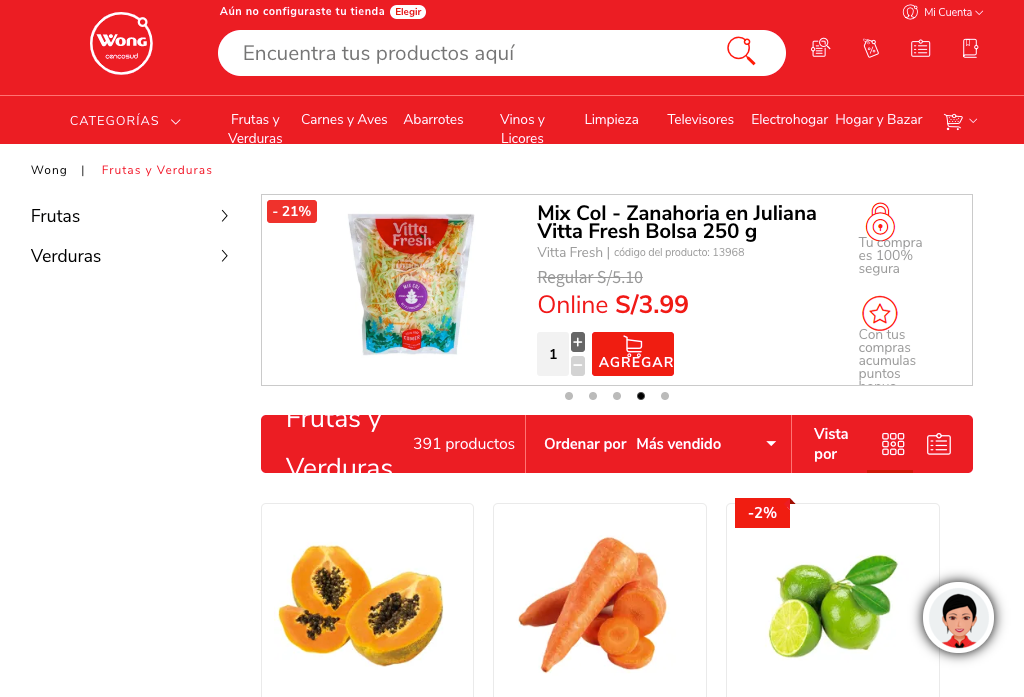 Aún no configuraste tu tienda Elegir
Mi Cuenta
Wong
cencosud
Encuentra tus productos aquí
CATEGORÍAS
Frutas y
Verduras
Carnes y Aves
Abarrotes
Vinos y
Licores
Limpieza
Televisores
Electrohogar
Hogar y Bazar
Wong | Frutas y Verduras
Frutas
Verduras
- 21%
Vitta
Fresh
MIX COL
Mix Col - Zanahoria en Juliana
Vitta Fresh Bolsa 250 g
Vitta Fresh | código del producto: 13968
Regular S/5.10
Online S/3.99
1
+
−
AGREGAR
Tu compra
es 100%
segura
Con tus
compras
acumulas
puntos
bonus
Frutas y
Verduras
391 productos
Ordenar por Más vendido
Vista
por
-2%